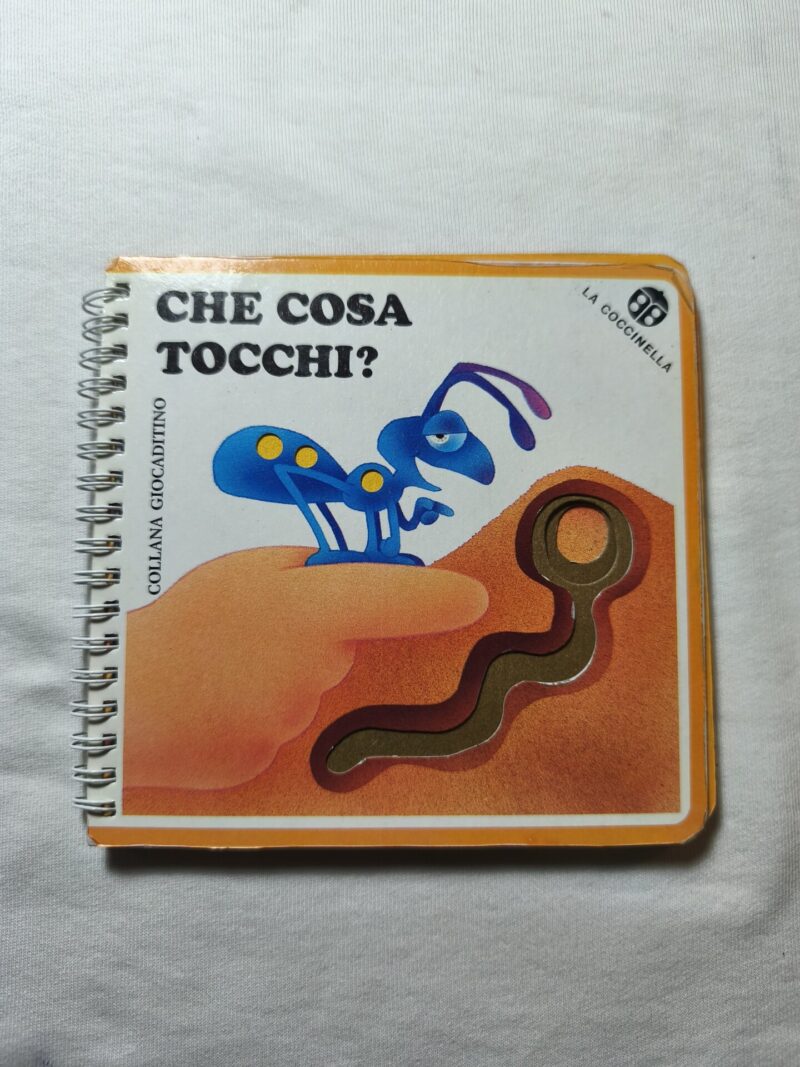 CHE COSA
TOCCHI?
LA COCCINELLA
COLLANA GIOCADITINO